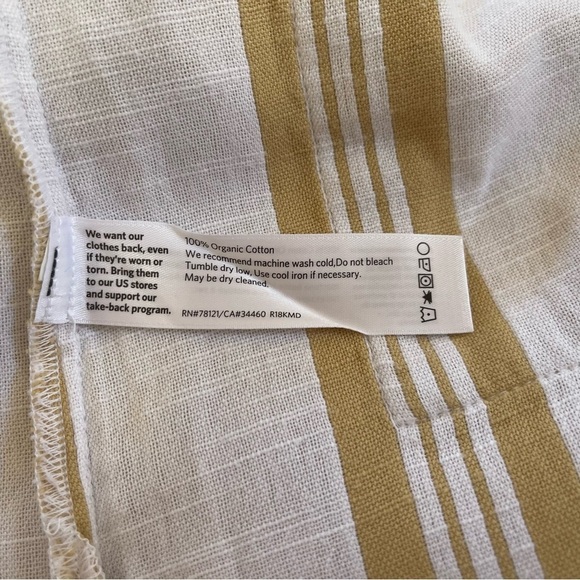 We want our
clothes back, even
if they're worn or
torn. Bring them
to our US stores
and support our
take-back program.
100% Organic Cotton
We recommend machine wash cold,Do not bleach
Tumble dry low, Use cool iron if necessary.
May be dry cleaned.
RN#78121/CA#34460 R18KMD